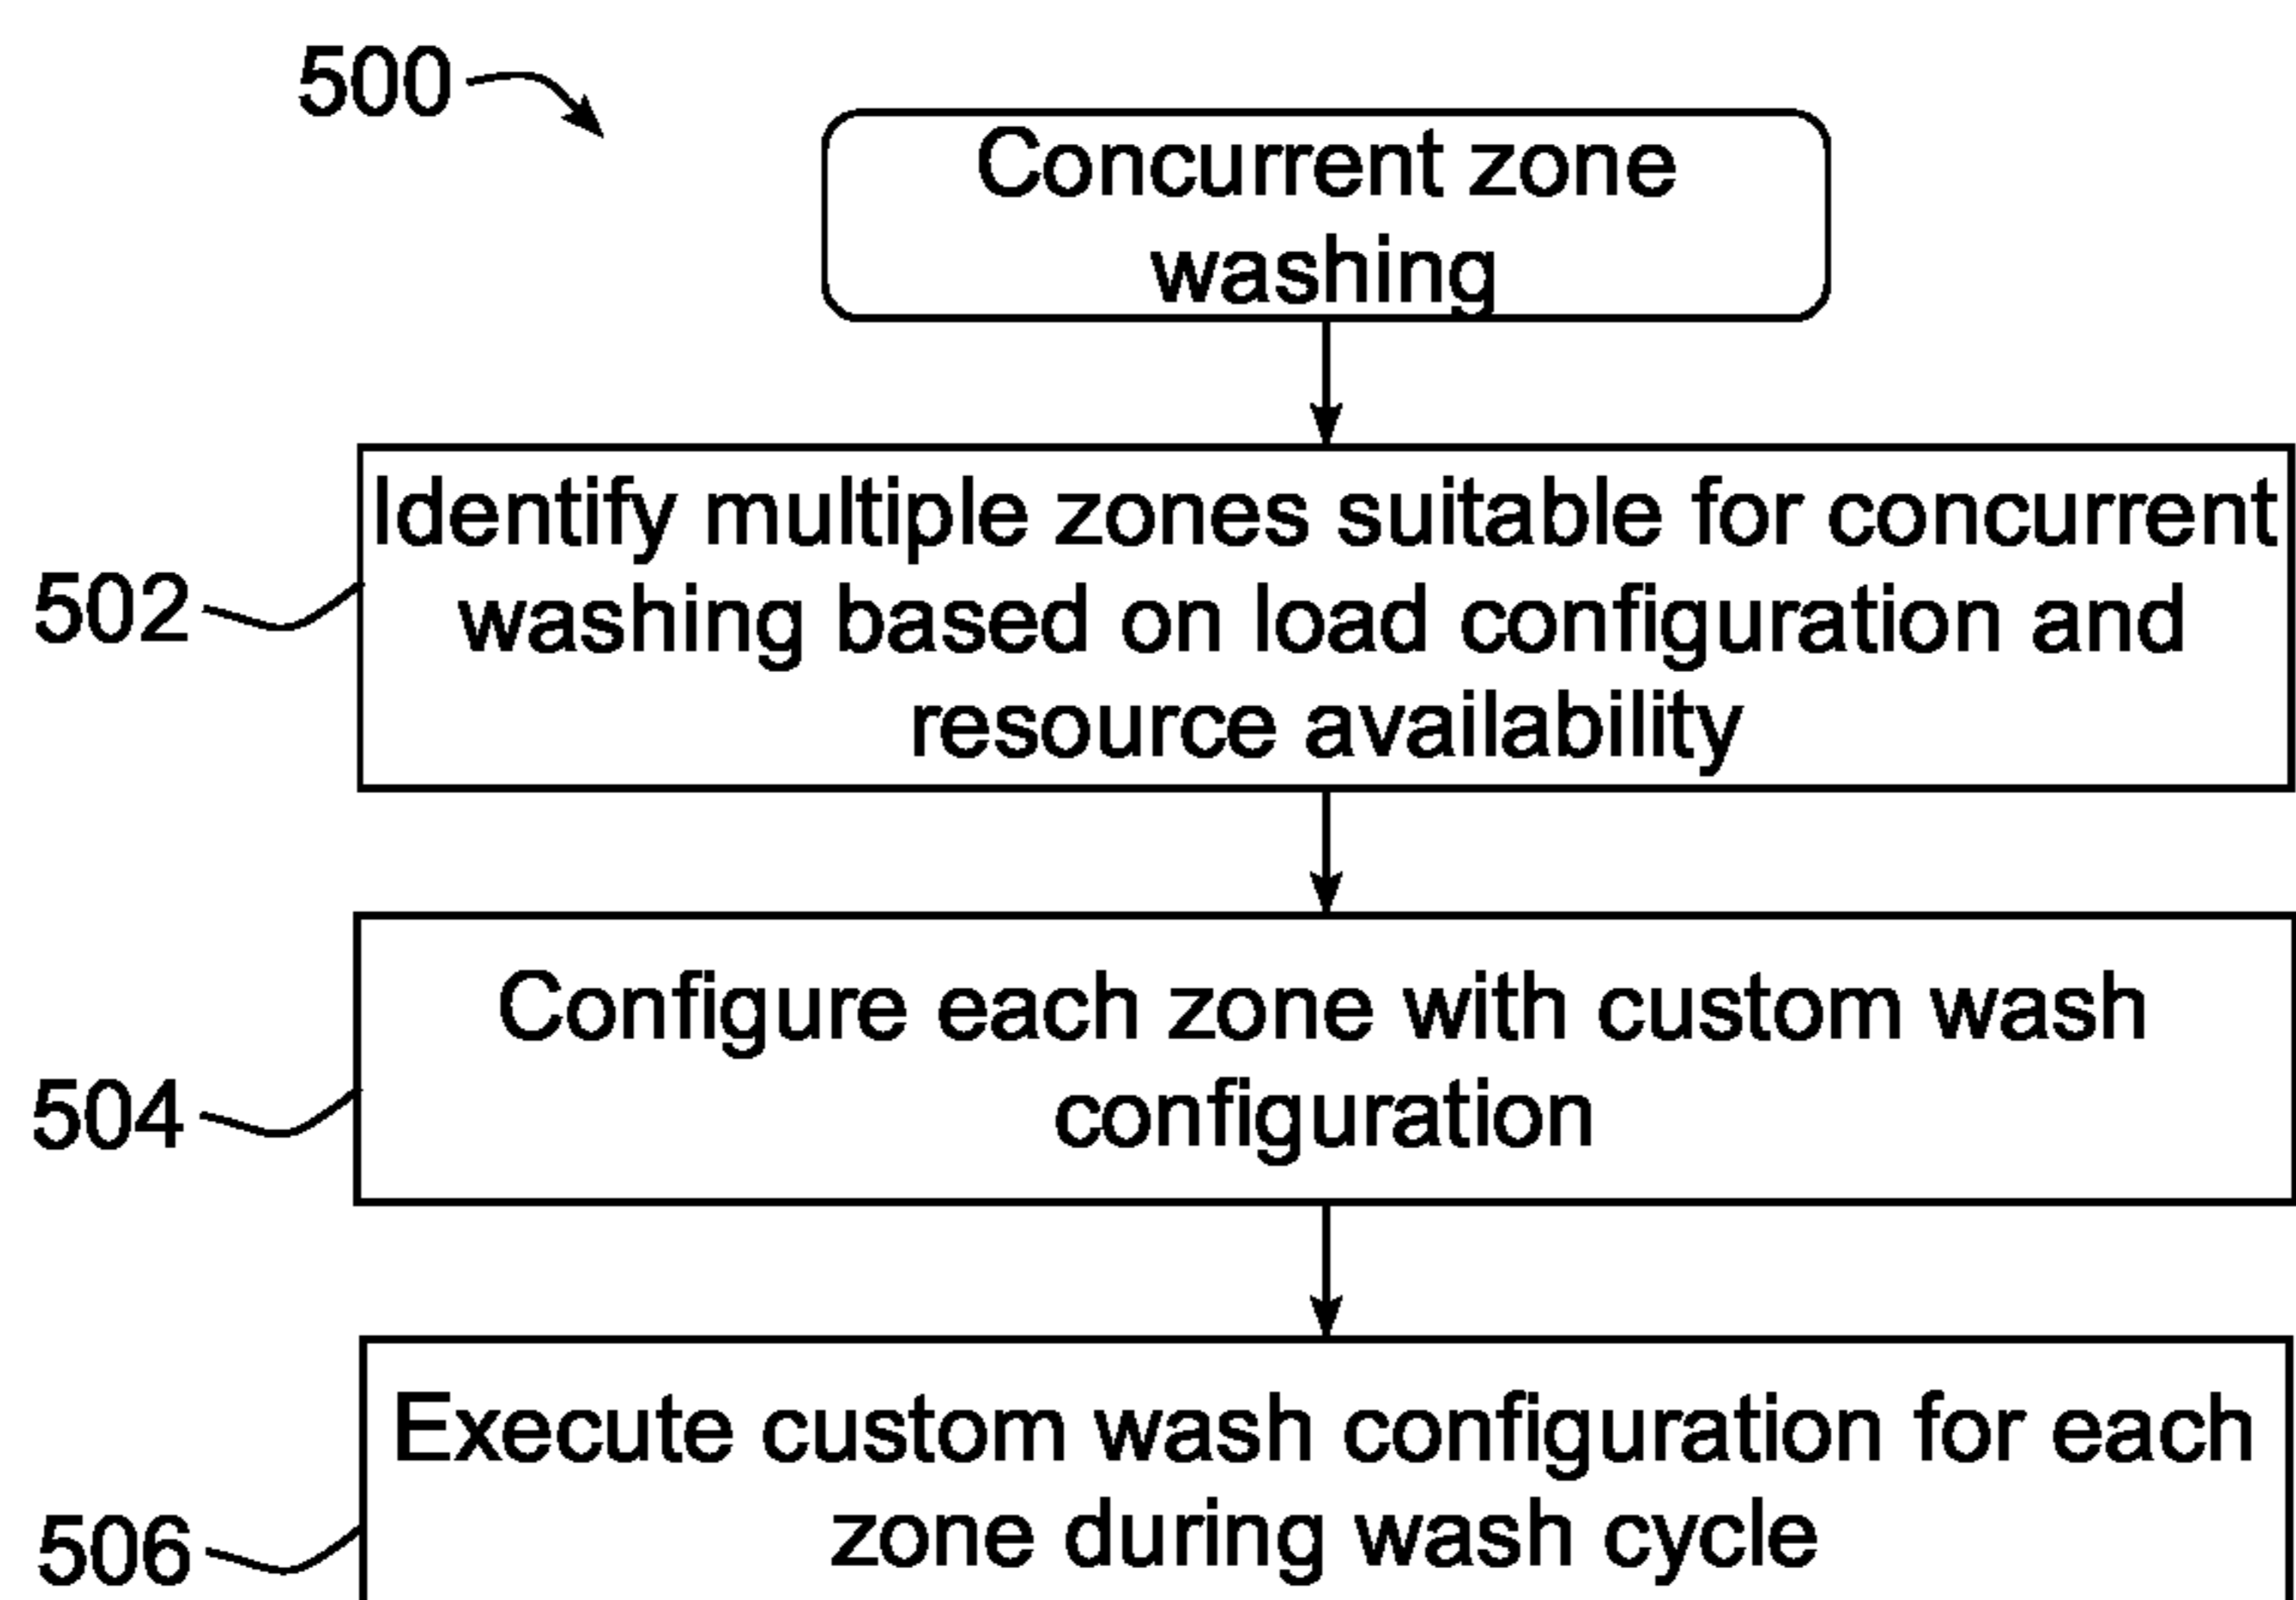 500
Concurrent zone
washing
502
Identify multiple zones suitable for concurrent
washing based on load configuration and
resource availability
504
Configure each zone with custom wash
configuration
506
Execute custom wash configuration for each
zone during wash cycle